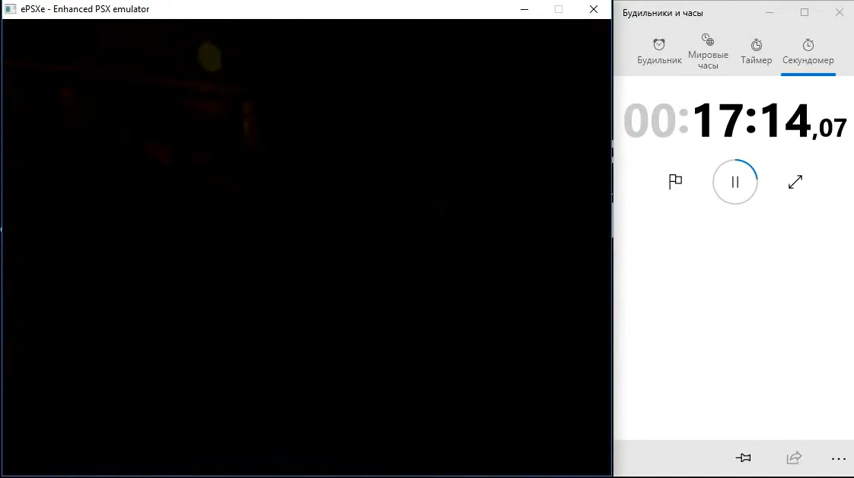 ePSXe - Enhanced PSX emulator
Будильники и часы
Будильник
Мировые
часы
Таймер
Секундомер
00:17:14,07